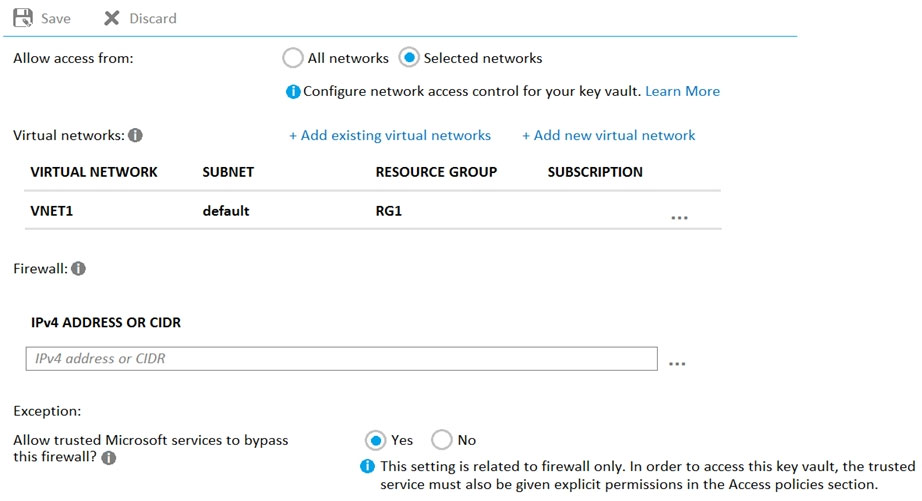 Save Discard
Allow access from: All networks Selected networks
Configure network access control for your key vault. Learn More
Virtual networks: + Add existing virtual networks + Add new virtual network
VIRTUAL NETWORK SUBNET RESOURCE GROUP SUBSCRIPTION
VNET1 default RG1 ...
Firewall:
IPv4 ADDRESS OR CIDR
IPv4 address or CIDR ...
Exception:
Allow trusted Microsoft services to bypass Yes No
this firewall?
This setting is related to firewall only. In order to access this key vault, the trusted
service must also be given explicit permissions in the Access policies section.